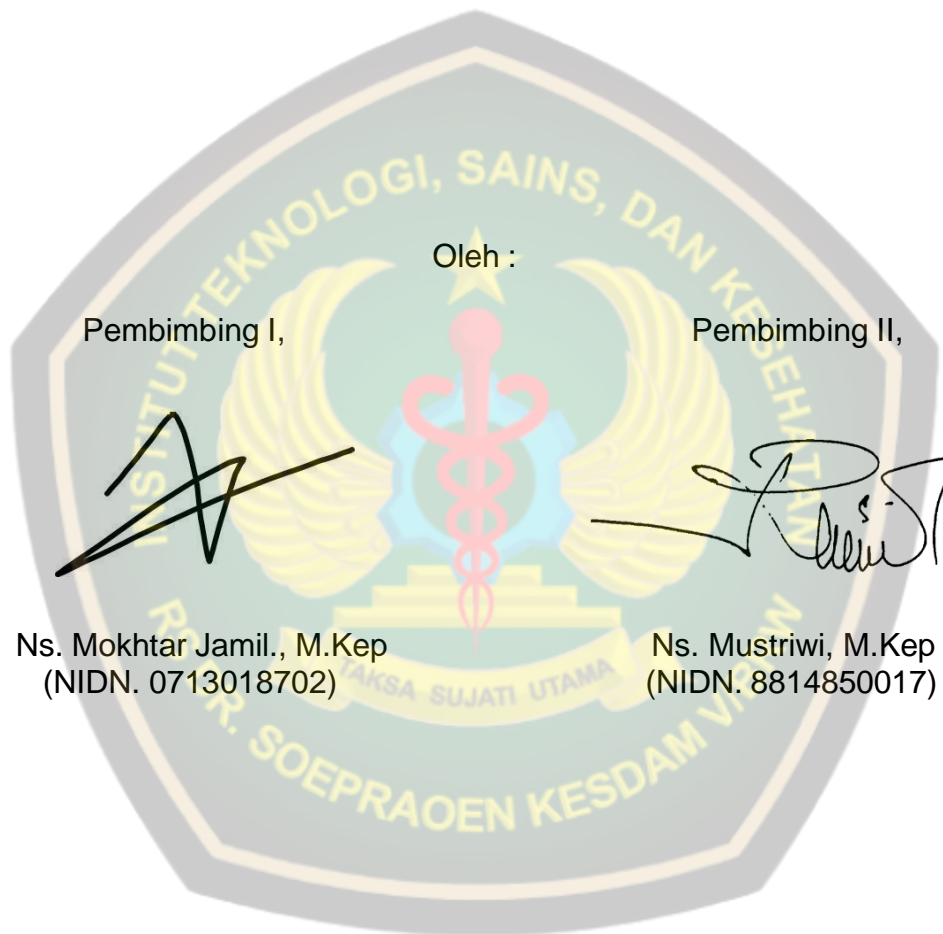 INSTITUT TEKNOLOGI, SAINS, DAN KESEHATAN
Oleh :
Pembimbing I,
Pembimbing II,
Ns. Mokhtar Jamil., M.Kep
Ns. Mustriwi, M.Kep
(NIDN. 0713018702)
(NIDN. 8814850017)
TAKSA SUJATI UTAMA
RS DR. SOEPRAOEN KESDAM V/BRW